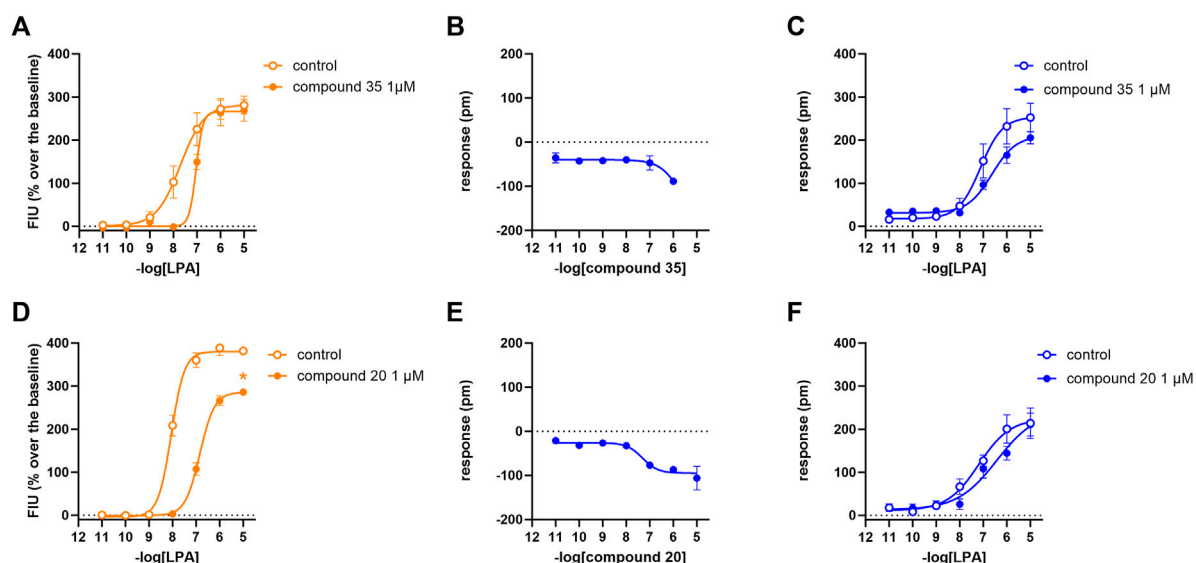 A
FIU (% over the baseline)
400
300
200
100
0
12 11 10 9 8 7 6 5
-log[LPA]
control
compound 35 1µM
B
response (pm)
200
100
0
-100
-200
12 11 10 9 8 7 6 5
-log[compound 35]
C
response (pm)
400
300
200
100
0
12 11 10 9 8 7 6 5
-log[LPA]
control
compound 35 1 µM
D
FIU (% over the baseline)
400
300
200
100
0
12 11 10 9 8 7 6 5
-log[LPA]
*
control
compound 20 1 µM
E
response (pm)
200
100
0
-100
-200
12 11 10 9 8 7 6 5
-log[compound 20]
F
response (pm)
400
300
200
100
0
12 11 10 9 8 7 6 5
-log[LPA]
control
compound 20 1 µM